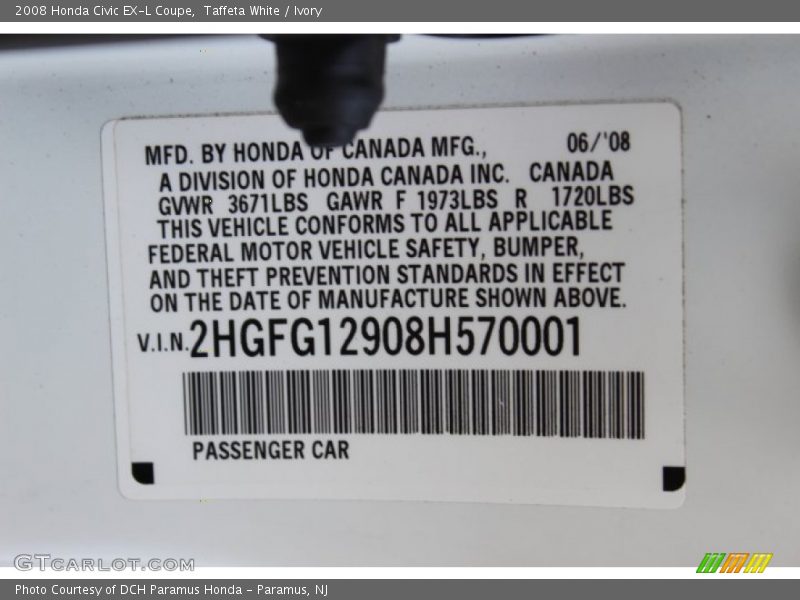 2008 Honda Civic EX-L Coupe,  Taffeta White / Ivory
MFD. BY HONDA OF CANADA MFG., 06/'08
A DIVISION OF HONDA CANADA INC. CANADA
GVWR 3671LBS GAWR F 1973LBS R 1720LBS
THIS VEHICLE CONFORMS TO ALL APPLICABLE
FEDERAL MOTOR VEHICLE SAFETY, BUMPER,
AND THEFT PREVENTION STANDARDS IN EFFECT
ON THE DATE OF MANUFACTURE SHOWN ABOVE.
V.I.N. 2HGFG12908H570001
PASSENGER CAR
GTCARLOT.COM
Photo Courtesy of DCH Paramus Honda - Paramus, NJ